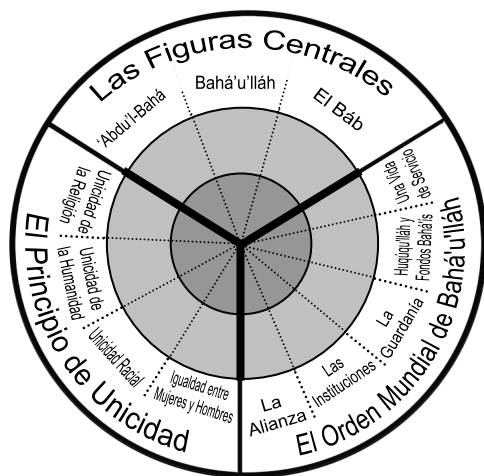 Las Figuras Centrales
'Abdu'l-Bahá
Bahá'u'lláh
El Báb
El Orden Mundial de Bahá'u'lláh
Una Vida
de Servicio
Huqúqu'lláh y
Fondos Bahá'ís
La
Guardanía
Las
Instituciones
La
Alianza
El Principio de Unicidad
Unicidad de
la Religión
Unicidad de
la Humanidad
Unicidad Racial
Igualdad entre
Mujeres y Hombres